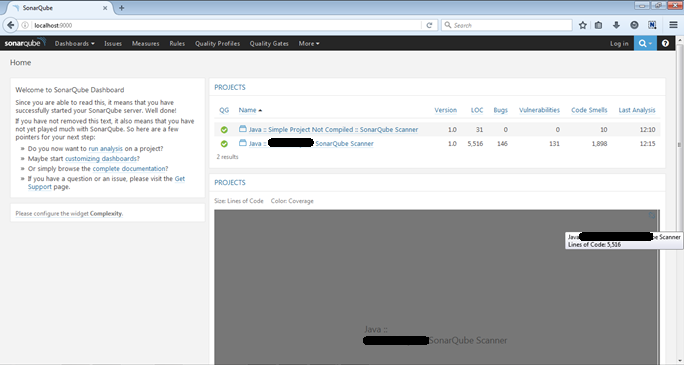 SonarQube
localhost:9000
Search
sonarqube Dashboards Issues Measures Rules Quality Profiles Quality Gates More Log in
Home
Welcome to SonarQube Dashboard
Since you are able to read this, it means that you have
successfully started your SonarQube server. Well done!
If you have not removed this text, it also means that you have
not yet played much with SonarQube. So here are a few
pointers for your next step:
» Do you now want to run analysis on a project?
» Maybe start customizing dashboards?
» Or simply browse the complete documentation?
» If you have a question or an issue, please visit the Get
Support page.
Please configure the widget Complexity.
PROJECTS
QG Name Version LOC Bugs Vulnerabilities Code Smells Last Analysis
Java :: Simple Project Not Compiled :: SonarQube Scanner 1.0 31 0 0 10 12:10
Java :: SonarQube Scanner 1.0 5,516 146 131 1,898 12:15
2 results
PROJECTS
Size: Lines of Code Color: Coverage
Java be Scanner
Lines of Code: 5,516
Java ::
SonarQube Scanner